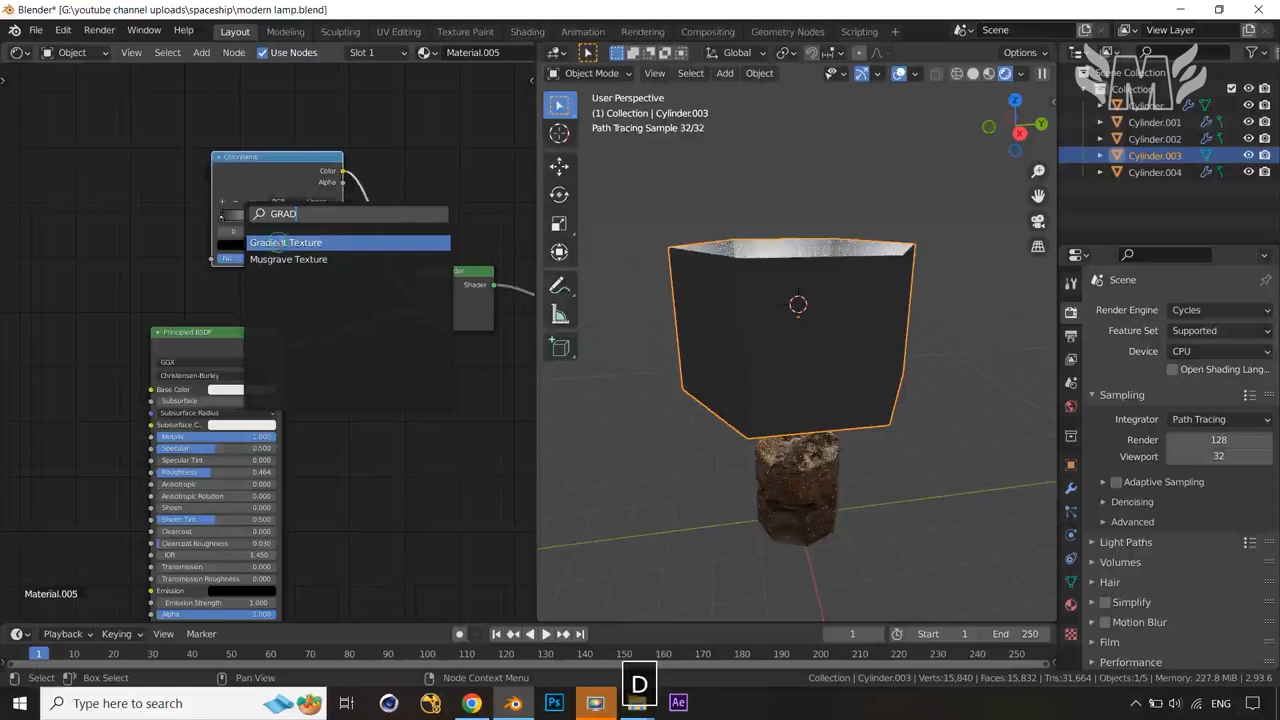 Blender* [G:\youtube channel uploads\spaceship\modern lamp.blend]
File Edit Render Window Help Layout Modeling Sculpting UV Editing Texture Paint Shading Animation Rendering Compositing Geometry Nodes Scripting Scene View Layer
Object View Select Add Node Use Nodes Slot 1 Material.005 Global Options
Object Mode View Select Add Object
Scene Collection
Collection
Cylinder
Cylinder.001
Cylinder.002
Cylinder.003
Cylinder.004
User Perspective
(1) Collection | Cylinder.003
Path Tracing Sample 32/32
ColorRamp
Color
Alpha
GRAD
Gradient Texture
Musgrave Texture
0
Fac
Shader
Principled BSDF
GGX
Christensen-Burley
Base Color
Subsurface
Subsurface Radius
Subsurface C...
Metallic 1.000
Specular 0.500
Specular Tint 0.000
Roughness 0.464
Anisotropic 0.000
Anisotropic Rotation 0.000
Sheen 0.000
Sheen Tint 0.500
Clearcoat 0.000
Clearcoat Roughness 0.030
IOR 1.450
Transmission 0.000
Transmission Roughness 0.000
Emission
Emission Strength 1.000
Alpha 1.000
Material.005
Scene
Render Engine Cycles
Feature Set Supported
Device CPU
Open Shading Lang...
Sampling
Integrator Path Tracing
Render 128
Viewport 32
Adaptive Sampling
Denoising
Advanced
Light Paths
Volumes
Hair
Simplify
Motion Blur
Film
Performance
Playback Keying View Marker 1 Start 1 End 250
1 10 20 30 40 50 60 70 80 90 100 110 120 130 140 150 160 170 180 190 200 210 220 230 240 250
Select Box Select Pan View Node Context Menu Collection | Cylinder.003 | Verts:15,840 | Faces:15,832 | Tris:31,664 | Objects:1/5 | Memory: 227.8 MiB | 2.93.6
D
Type here to search Ps Ae ENG